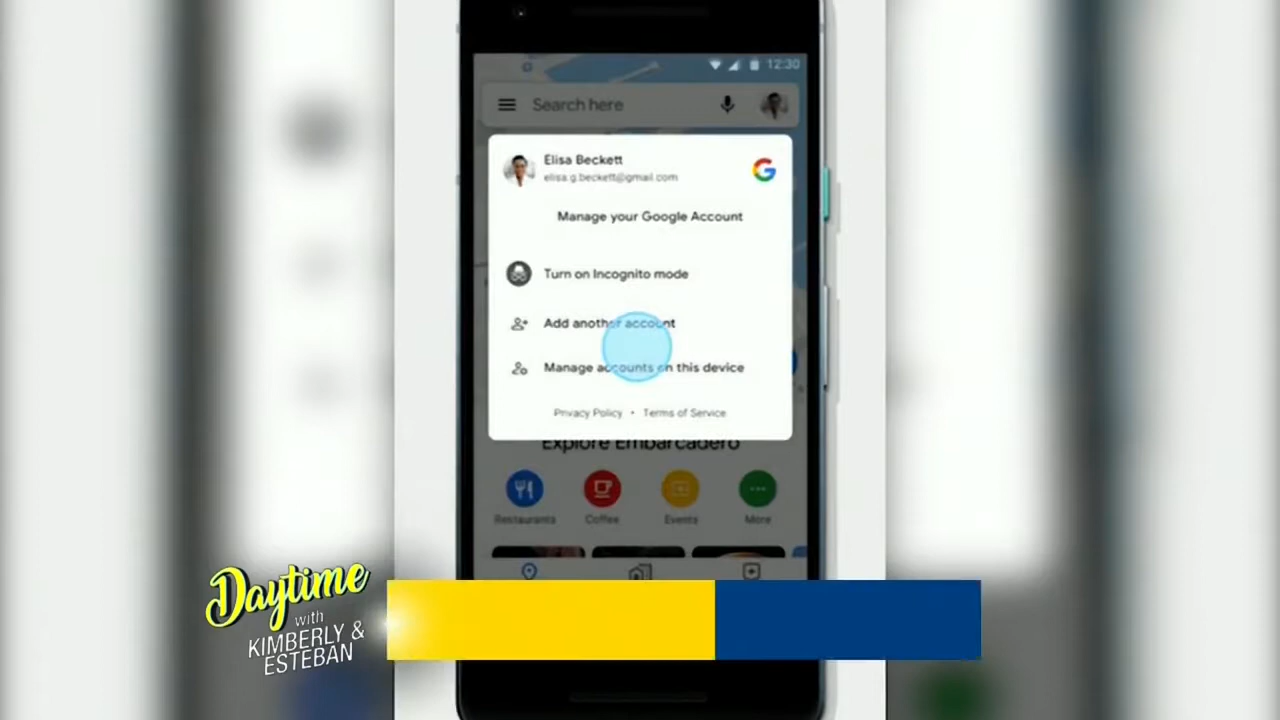 12:30
Search here
Elisa Beckett
elisa.g.beckett@gmail.com
Manage your Google Account
Turn on Incognito mode
Add another account
Manage accounts on this device
Privacy Policy • Terms of Service
Explore Embarcadero
Restaurants Coffee Events More
Daytime
with
KIMBERLY &
ESTEBAN